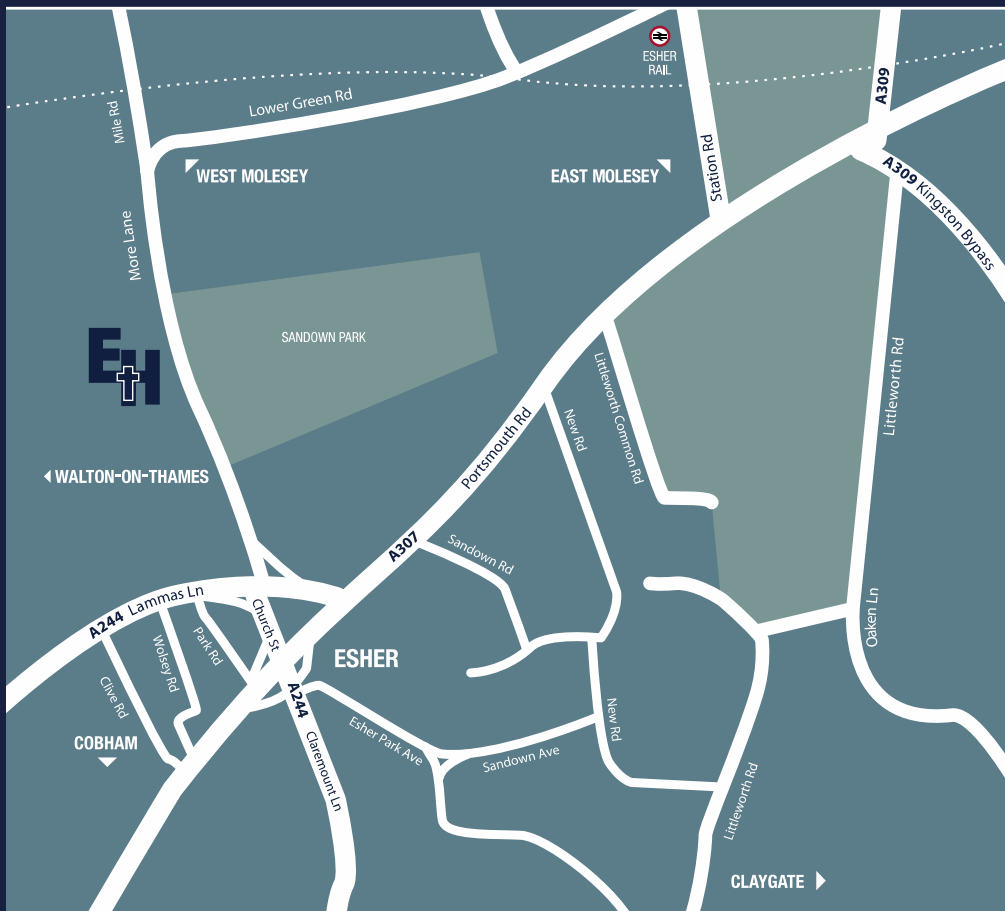 ESHER
RAIL
A309
Mile Rd
Lower Green Rd
WEST MOLESEY
EAST MOLESEY
Station Rd
A309 Kingston Bypass
More Lane
SANDOWN PARK
EH
Littleworth Common Rd
Littleworth Rd
New Rd
Portsmouth Rd
WALTON-ON-THAMES
A307
Sandown Rd
A244 Lammas Ln
Church St
Oaken Ln
Wolsey Rd
Park Rd
ESHER
Clive Rd
A244
Claremount Ln
Esher Park Ave
New Rd
COBHAM
Sandown Ave
Littleworth Rd
CLAYGATE